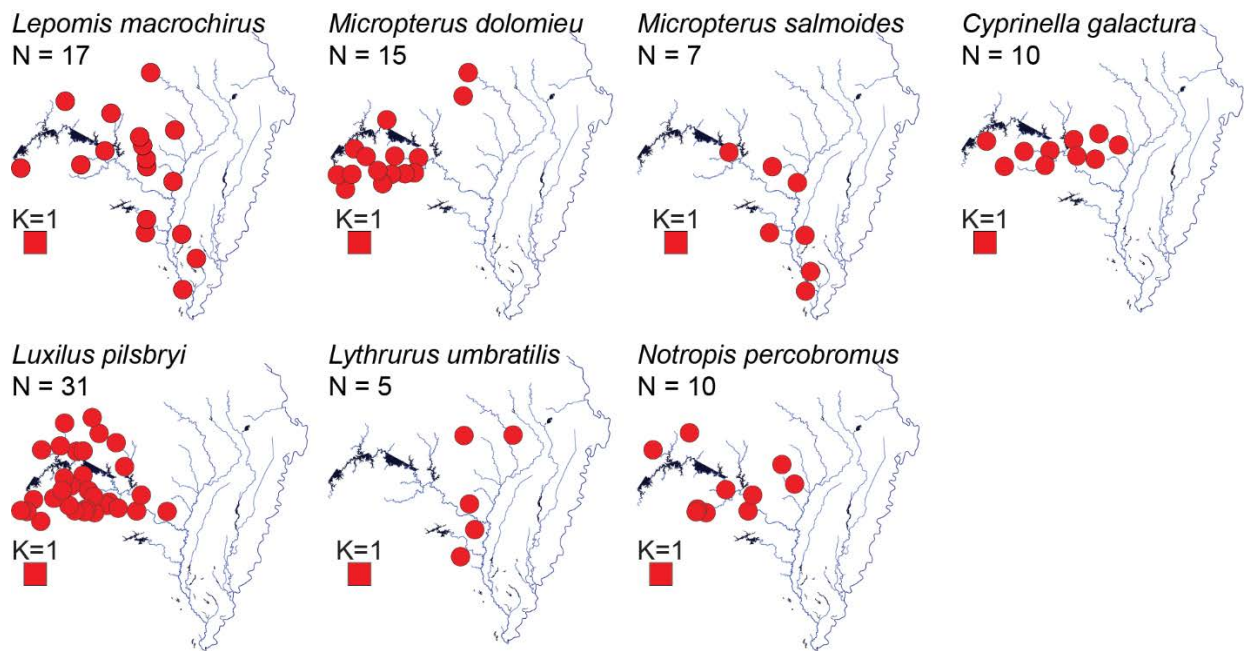 Lepomis macrochirus
N = 17
K=1
Micropterus dolomieu
N = 15
K=1
Micropterus salmoides
N = 7
K=1
Cyprinella galactura
N = 10
K=1
Luxilus pilsbryi
N = 31
K=1
Lythrurus umbratilis
N = 5
K=1
Notropis percobromus
N = 10
K=1